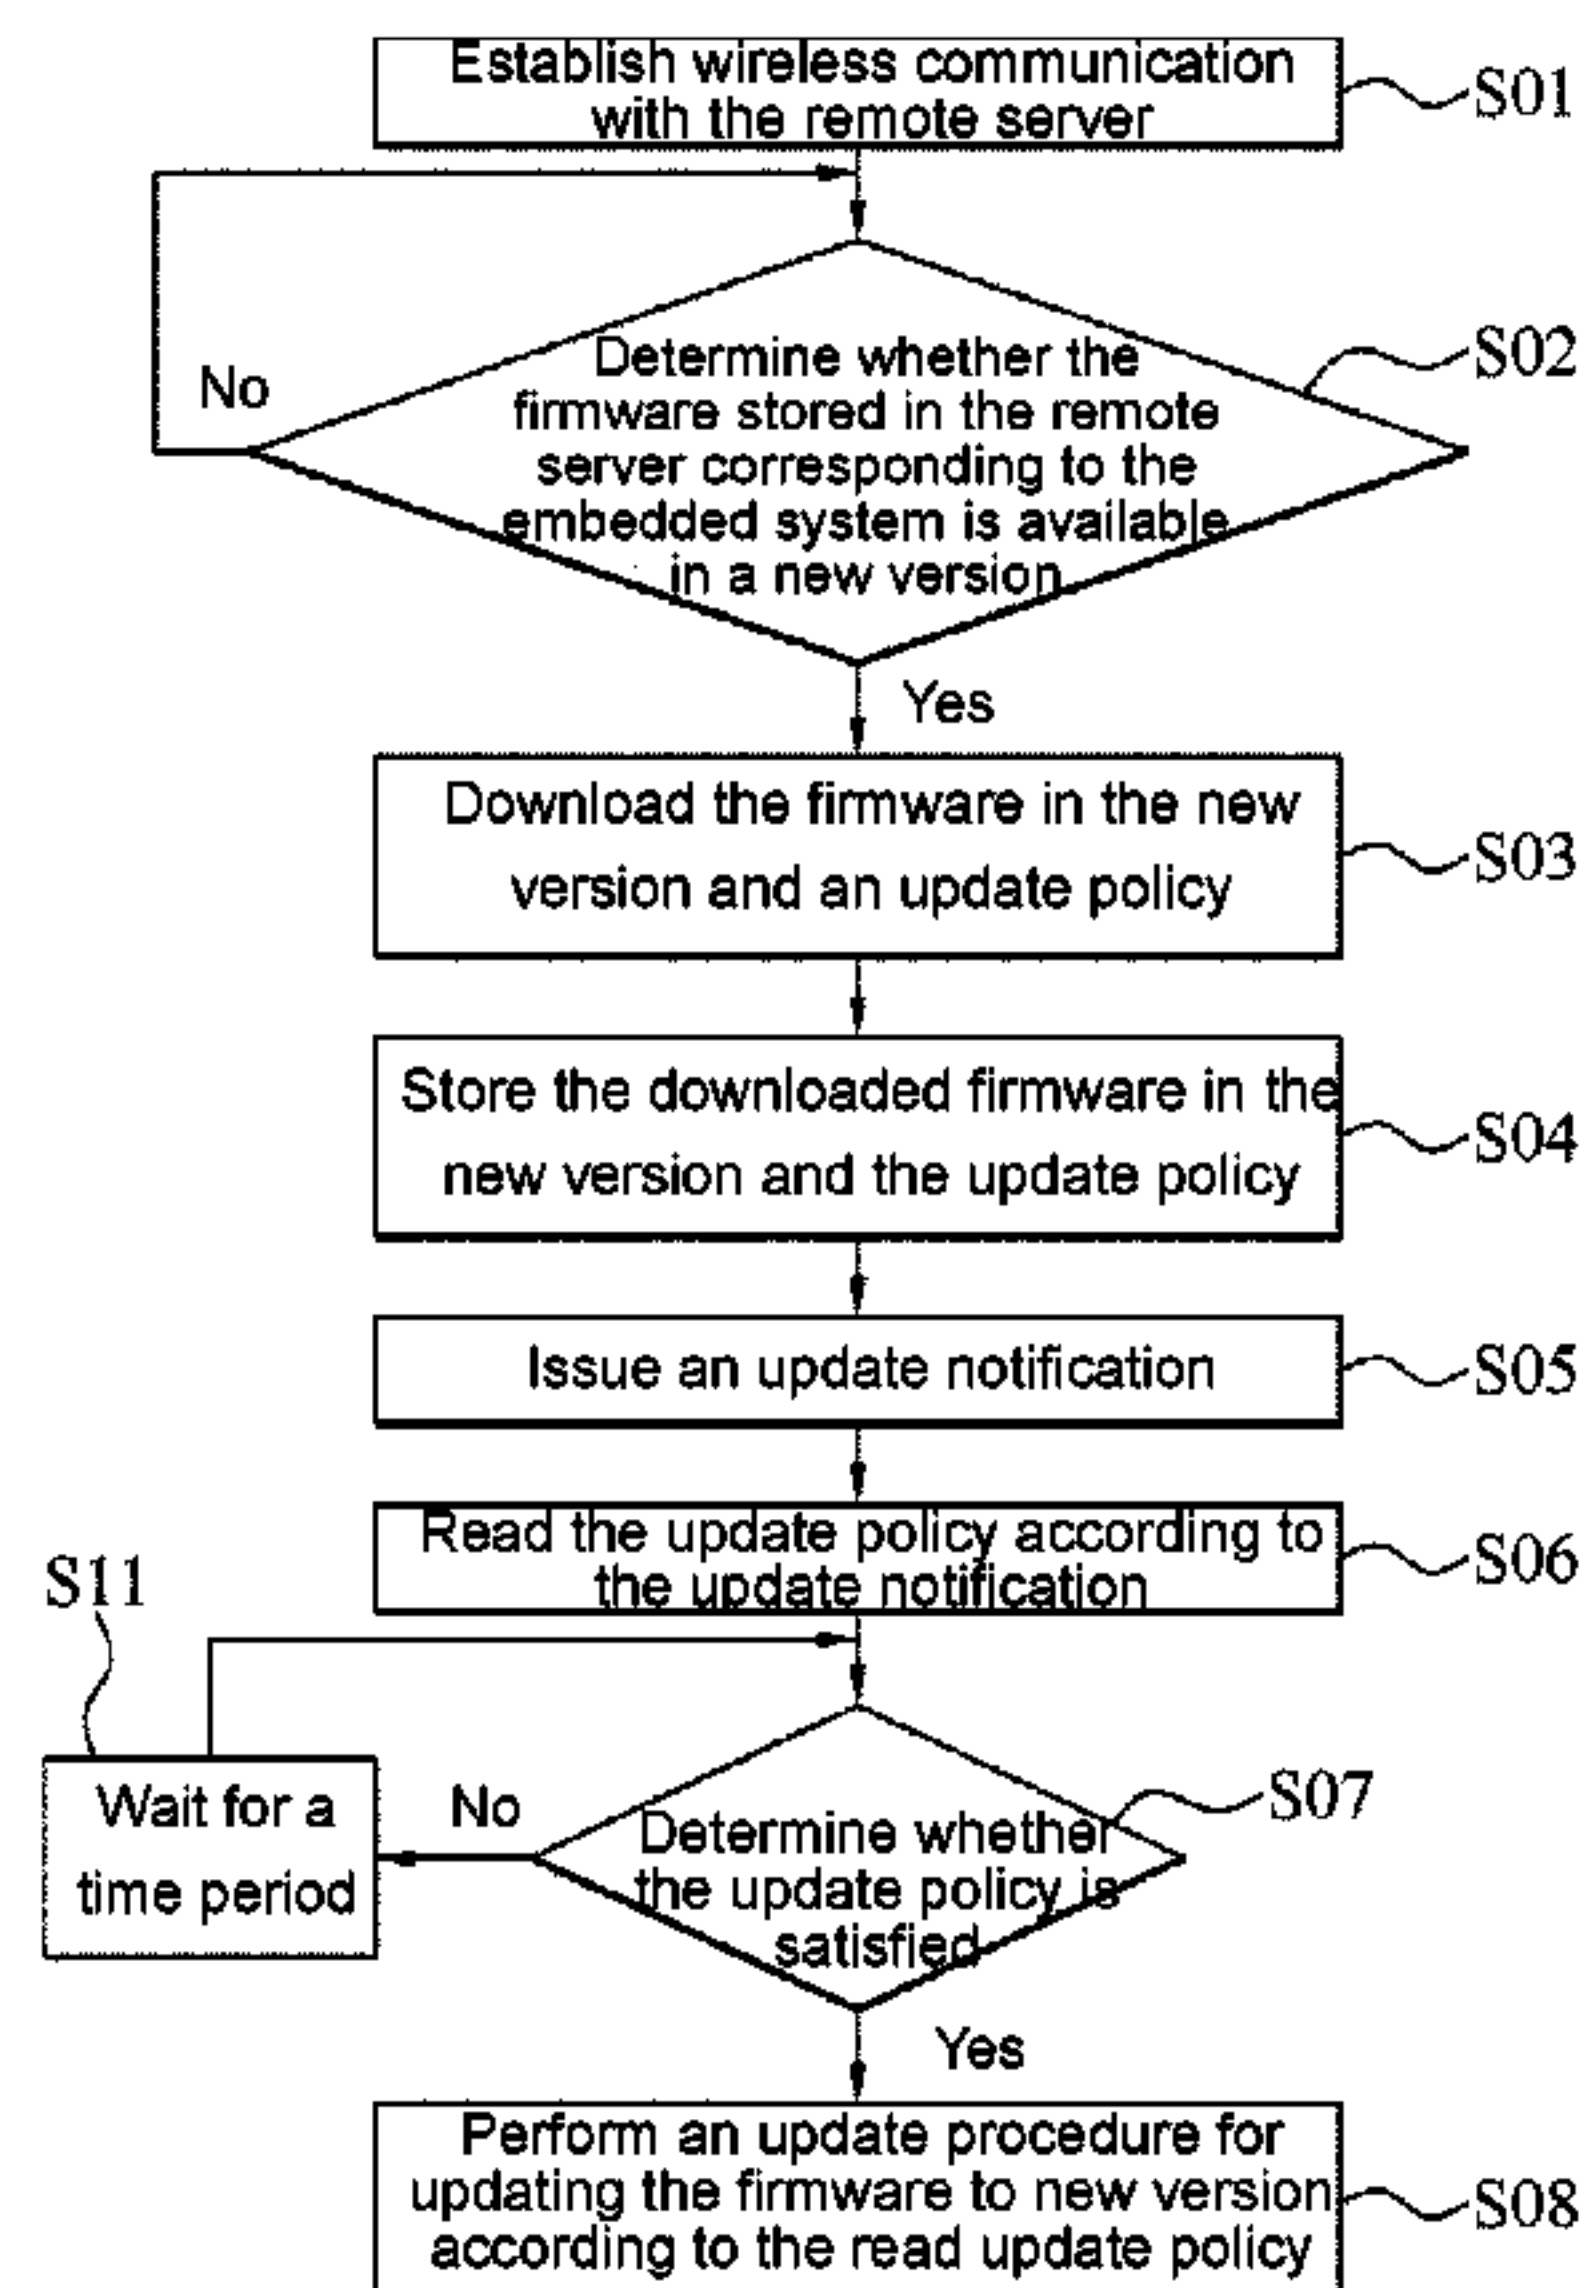 Establish wireless communication
with the remote server
S01
No
Determine whether the
firmware stored in the remote
server corresponding to the
embedded system is available
in a new version
S02
Yes
Download the firmware in the new
version and an update policy
S03
Store the downloaded firmware in the
new version and the update policy
S04
Issue an update notification
S05
Read the update policy according to
the update notification
S06
S11
Wait for a
time period
No
Determine whether
the update policy is
satisfied
S07
Yes
Perform an update procedure for
updating the firmware to new version
according to the read update policy
S08